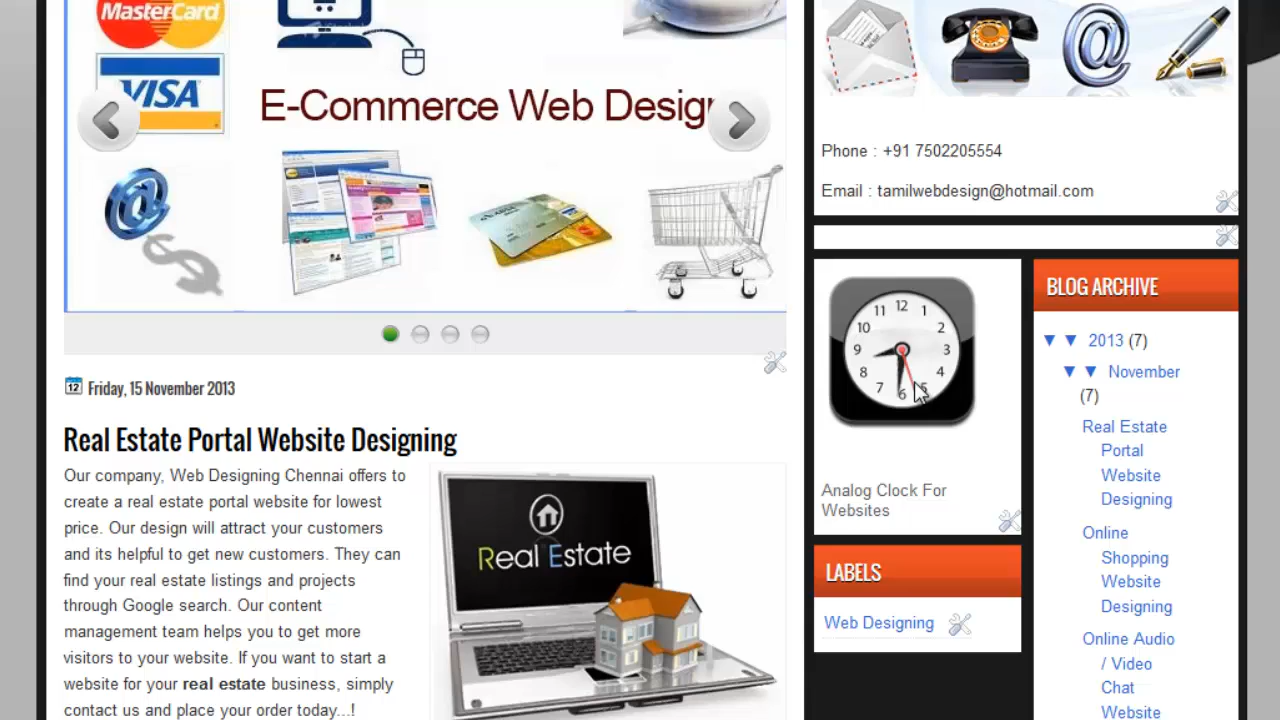 MasterCard
VISA
E-Commerce Web Desig
Phone : +91 7502205554
Email : tamilwebdesign@hotmail.com
12
Friday, 15 November 2013
Real Estate Portal Website Designing
Our company, Web Designing Chennai offers to
create a real estate portal website for lowest
price. Our design will attract your customers
and its helpful to get new customers. They can
find your real estate listings and projects
through Google search. Our content
management team helps you to get more
visitors to your website. If you want to start a
website for your real estate business, simply
contact us and place your order today...!
Real Estate
12
1
2
3
4
5
6
7
8
9
10
11
Analog Clock For
Websites
LABELS
Web Designing
BLOG ARCHIVE
▼ ▼ 2013 (7)
▼ ▼ November
(7)
Real Estate
Portal
Website
Designing
Online
Shopping
Website
Designing
Online Audio
/ Video
Chat
Website